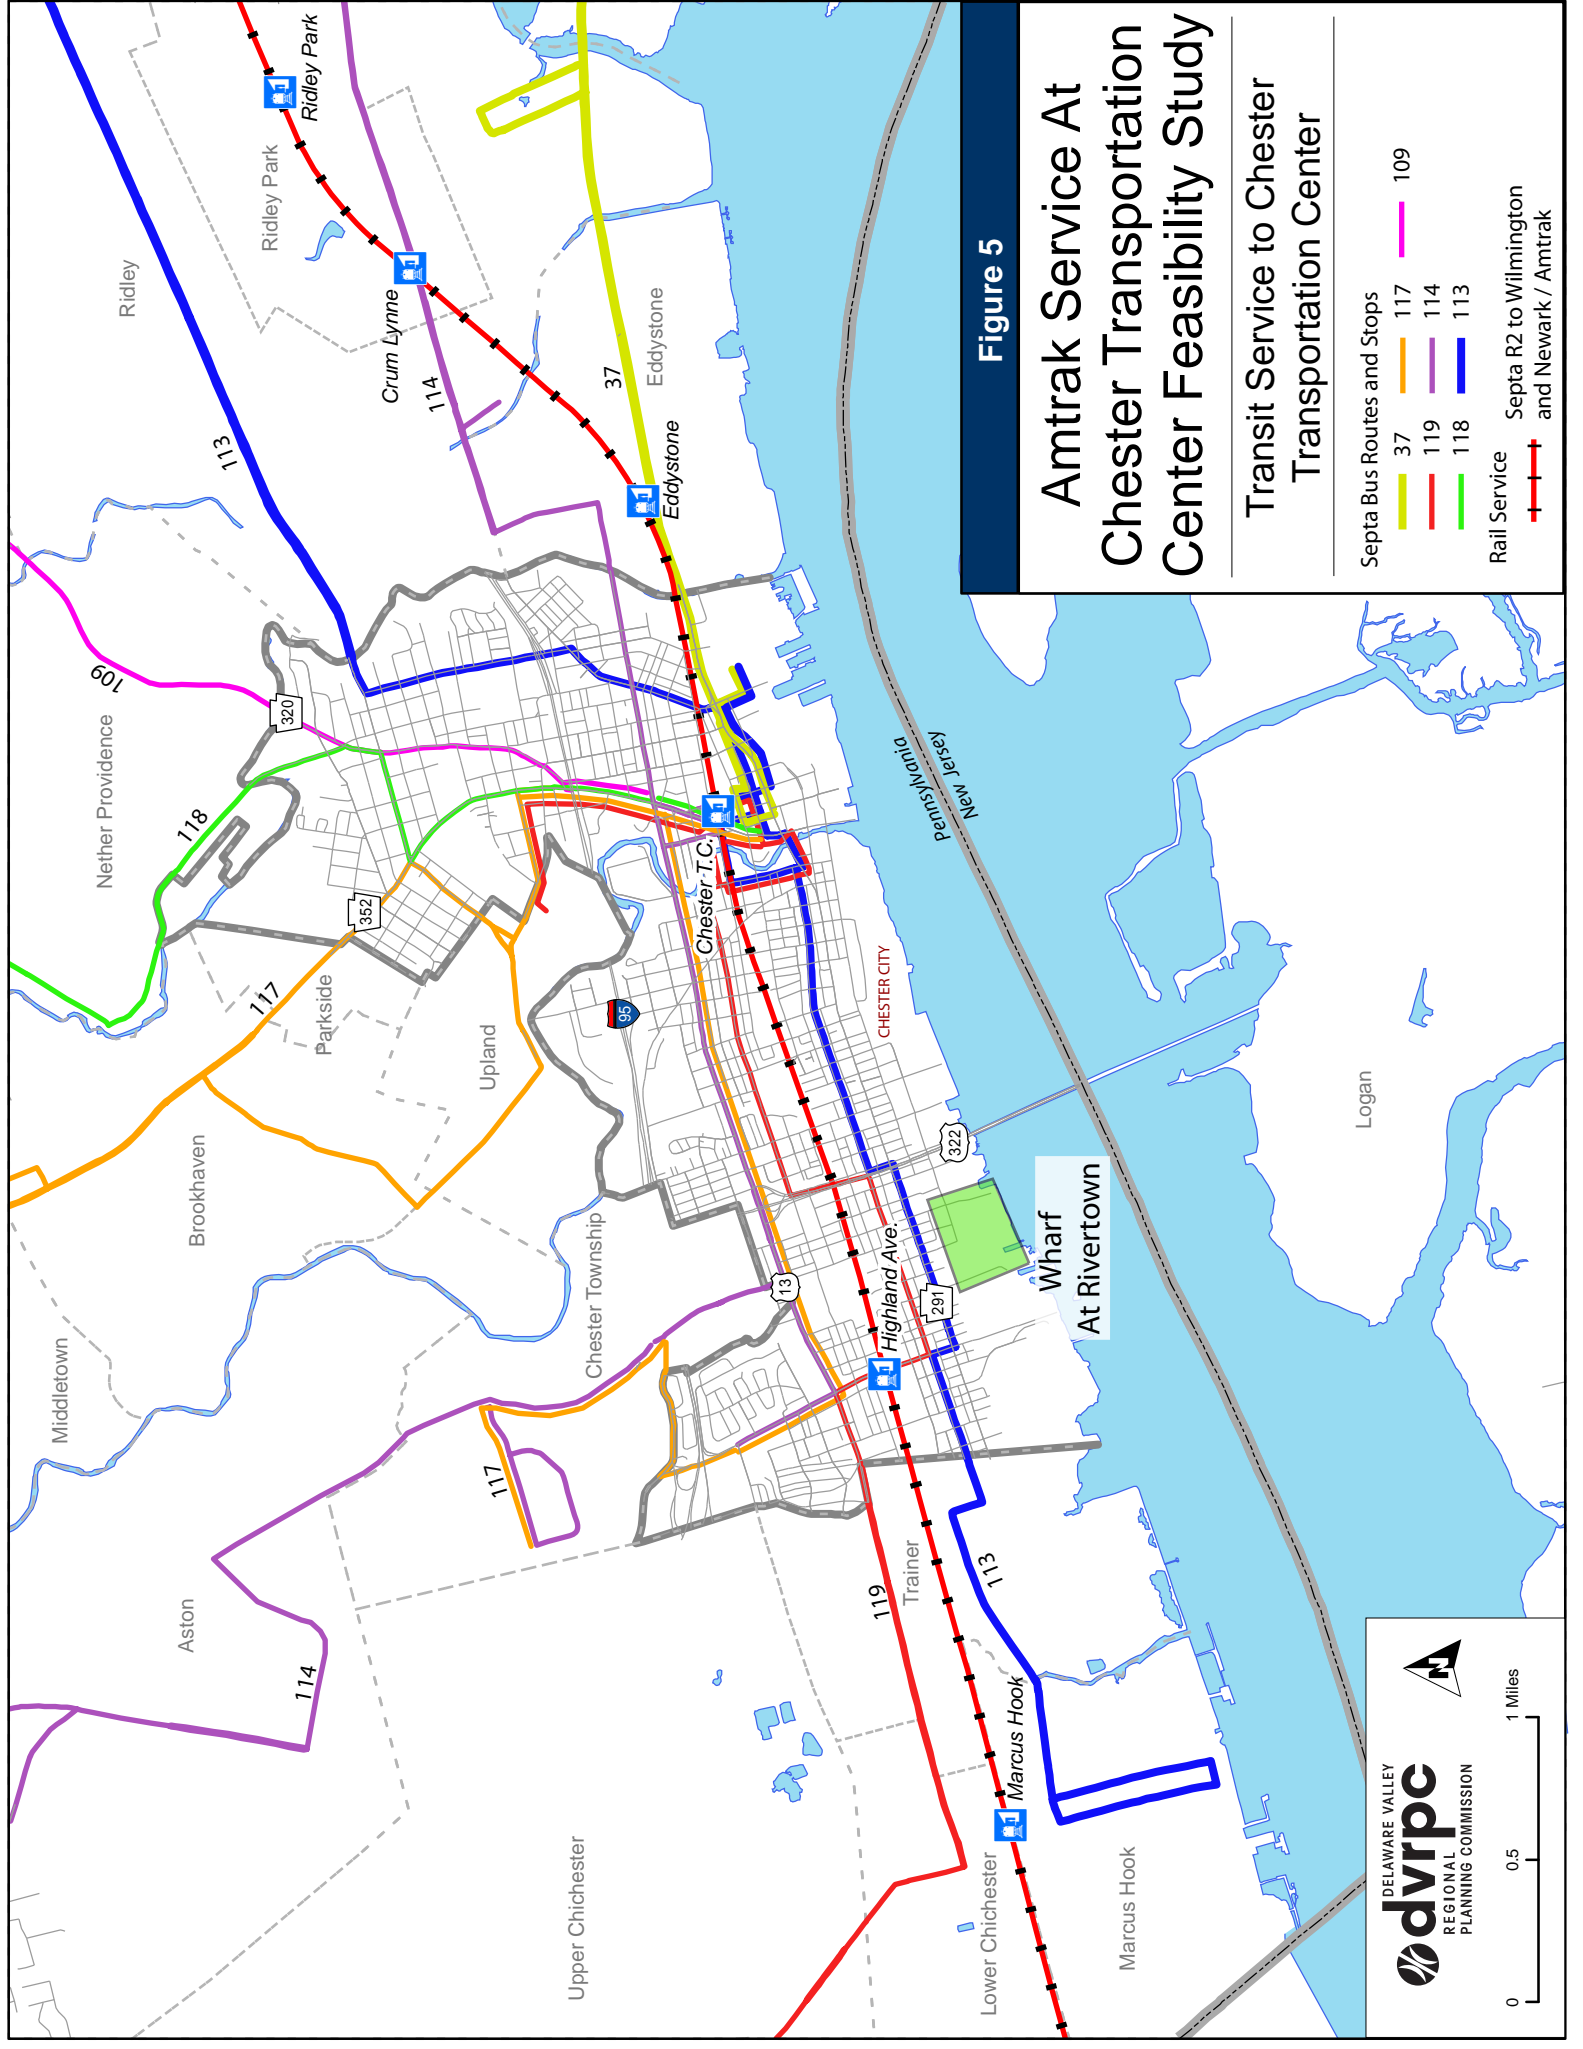 Figure 5
Amtrak Service At
Chester Transportation
Center Feasibility Study
Transit Service to Chester
Transportation Center
Septa Bus Routes and Stops
37
117
109
119
114
118
113
Rail Service
Septa R2 to Wilmington
and Newark / Amtrak
Ridley
Ridley Park
Ridley Park
Crum Lynne
114
113
37
Eddystone
Eddystone
109
320
Nether Providence
118
352
117
Parkside
Upland
Brookhaven
Middletown
Chester T.C.
95
CHESTER CITY
Pennsylvania
New Jersey
322
Logan
Wharf
At Rivertown
Chester Township
13
Highland Ave.
291
117
Aston
114
119
Trainer
113
Marcus Hook
Upper Chichester
Lower Chichester
Marcus Hook
N
DELAWARE VALLEY
dvrpc
REGIONAL
PLANNING COMMISSION
0
0.5
1 Miles